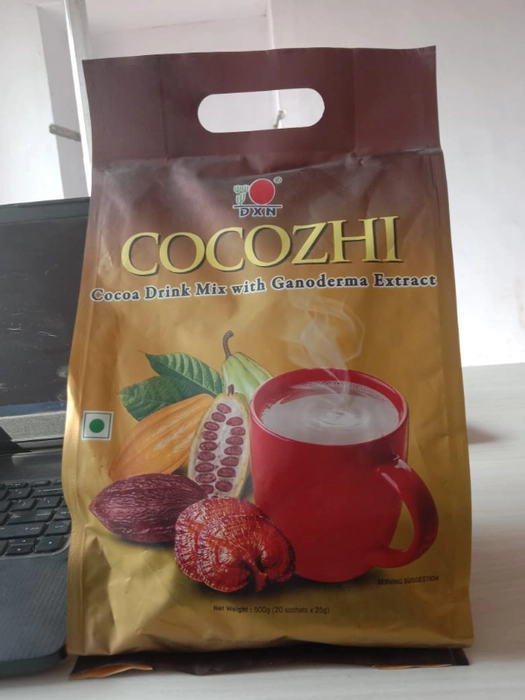 ®
DXN
COCOZHI
Cocoa Drink Mix with Ganoderma Extract
SERVING SUGGESTION
Net Weight : 500g (20 sachets x 25g)